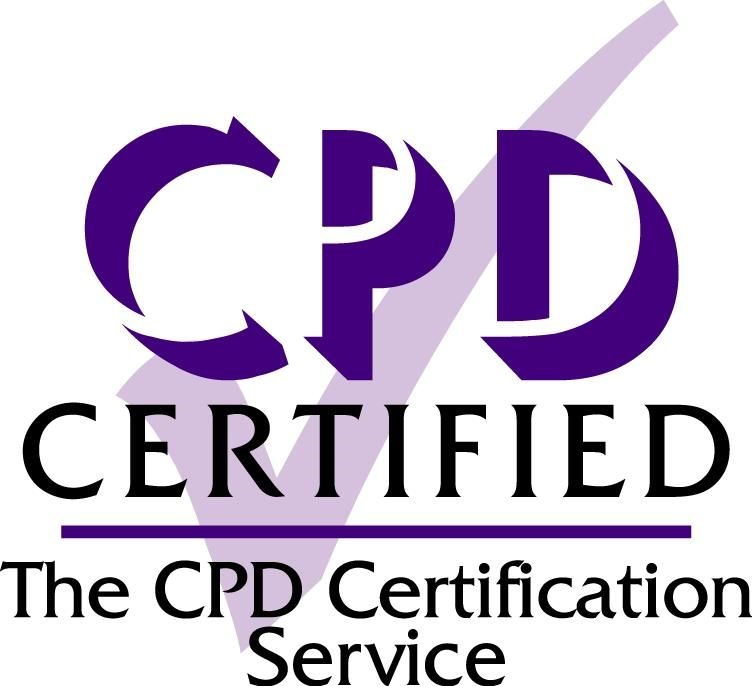 CPD
CERTIFIED
The CPD Certification
Service